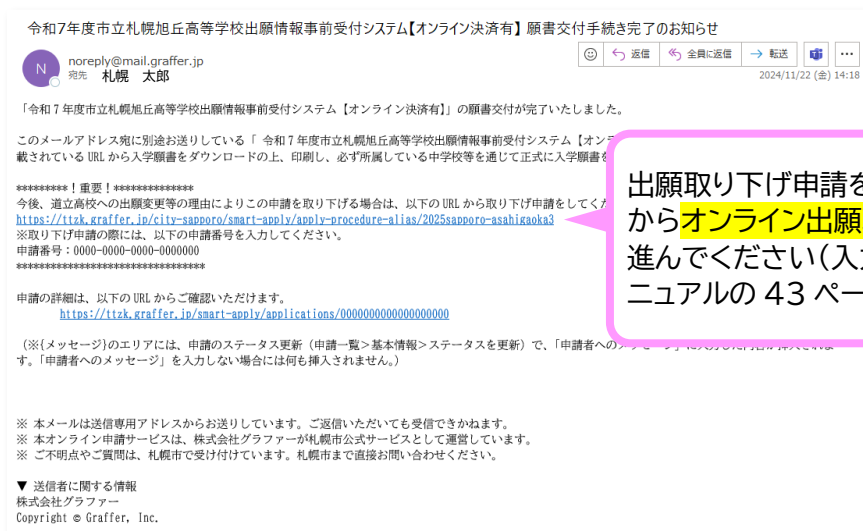 令和7年度市立札幌旭丘高等学校出願情報事前受付システム【オンライン決済有】 願書交付手続き完了のお知らせ
N
noreply@mail.graffer.jp
宛先 札幌 太郎
返信 全員に返信 転送
2024/11/22 (金) 14:18
「令和７年度市立札幌旭丘高等学校出願情報事前受付システム【オンライン決済有】」の願書交付が完了いたしました。
このメールアドレス宛に別途お送りしている「 令和７年度市立札幌旭丘高等学校出願情報事前受付システム【オン
載されている URL から入学願書をダウンロードの上、印刷し、必ず所属している中学校等を通じて正式に入学願書を
*********！重要！**************
今後、道立高校への出願変更等の理由によりこの申請を取り下げる場合は、以下の URL から取り下げ申請をしてくだ
https://ttzk.graffer.jp/city-sapporo/smart-apply/apply-procedure-alias/2025sapporo-asahigaoka3
※取り下げ申請の際には、以下の申請番号を入力してください。
申請番号：0000-0000-0000-0000000
*********************************
申請の詳細は、以下の URL からご確認いただけます。
https://ttzk.graffer.jp/smart-apply/applications/0000000000000000000
（※{メッセージ}のエリアには、申請のステータス更新（申請一覧＞基本情報＞ステータスを更新）で、「申請者への
す。「申請者へのメッセージ」を入力しない場合には何も挿入されません。）
出願取り下げ申請を
からオンライン出願
進んでください（入
ニュアルの 43 ペー
※ 本メールは送信専用アドレスからお送りしています。ご返信いただいても受信できかねます。
※ 本オンライン申請サービスは、株式会社グラファーが札幌市公式サービスとして運営しています。
※ ご不明点やご質問は、札幌市で受け付けています。札幌市まで直接お問い合わせください。
▼ 送信者に関する情報
株式会社グラファー
Copyright © Graffer, Inc.